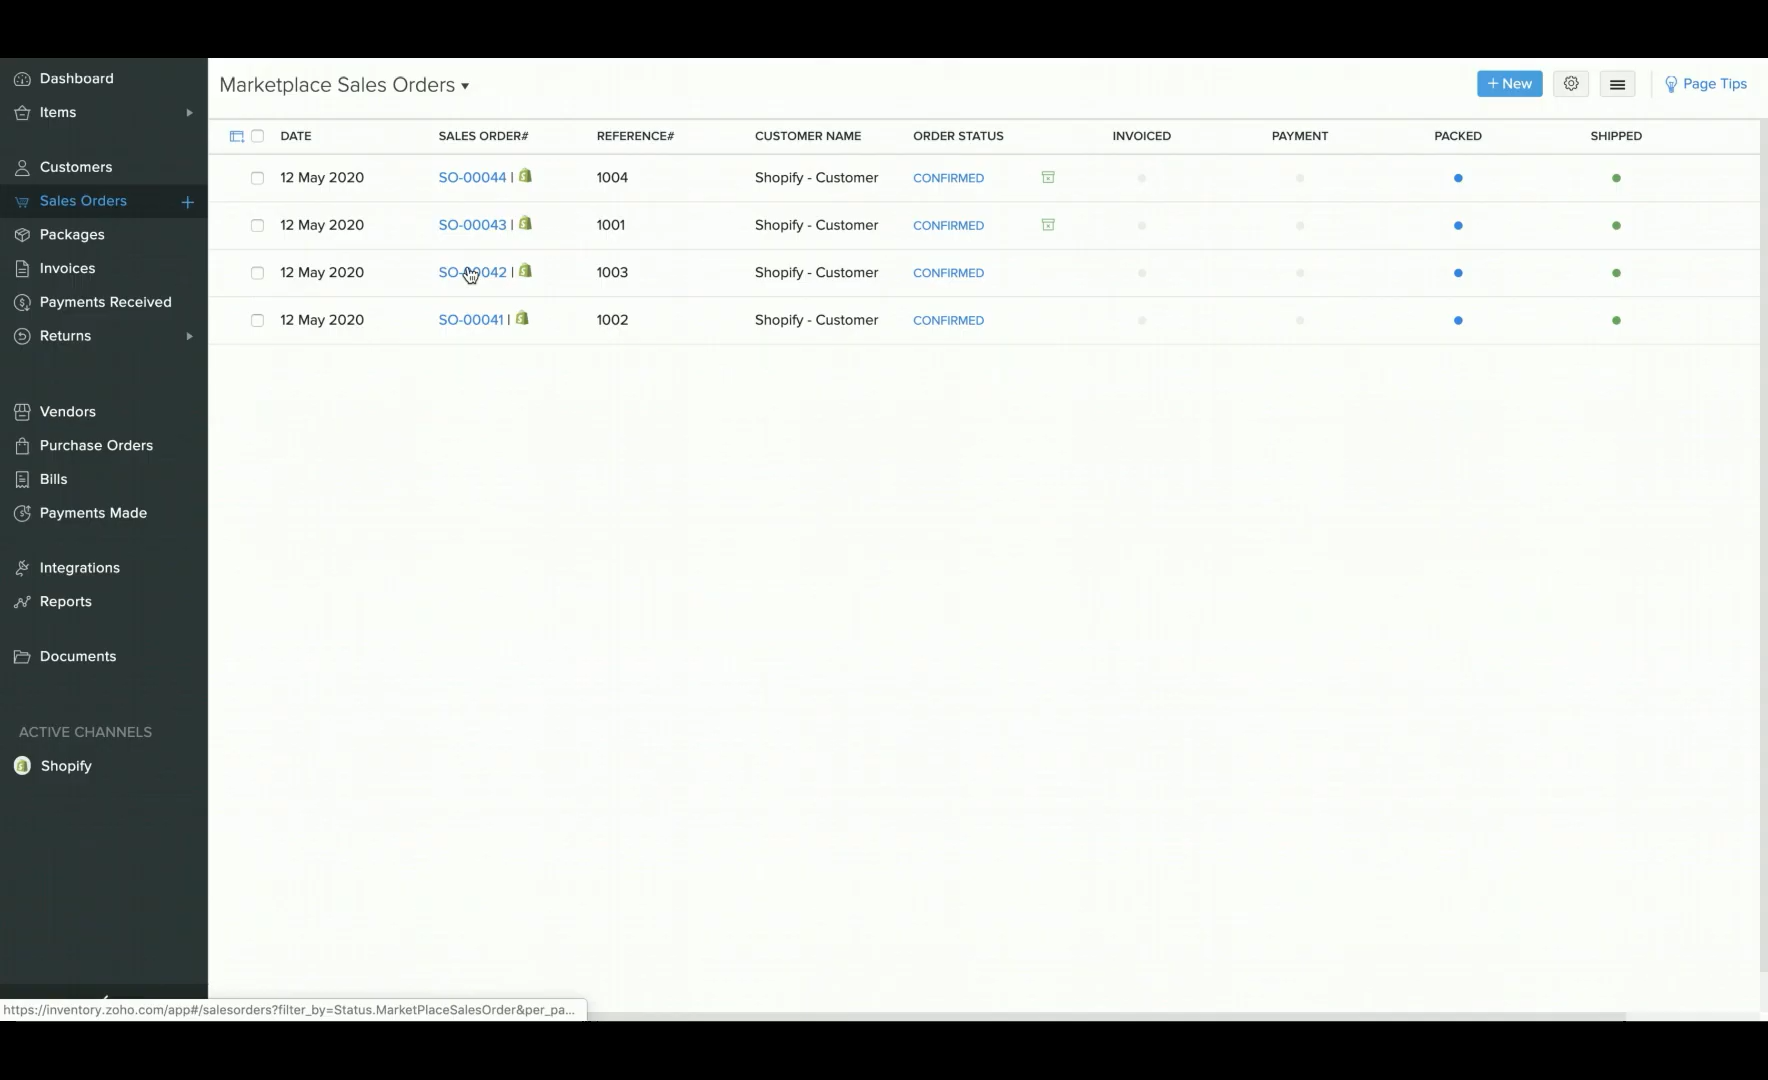 Dashboard
Items
Customers
Sales Orders
Packages
Invoices
Payments Received
Returns
Vendors
Purchase Orders
Bills
Payments Made
Integrations
Reports
Documents
ACTIVE CHANNELS
Shopify
Marketplace Sales Orders
+ New
Page Tips
DATE SALES ORDER# REFERENCE# CUSTOMER NAME ORDER STATUS INVOICED PAYMENT PACKED SHIPPED
12 May 2020 SO-00044 | 1004 Shopify - Customer CONFIRMED
12 May 2020 SO-00043 | 1001 Shopify - Customer CONFIRMED
12 May 2020 SO-00042 | 1003 Shopify - Customer CONFIRMED
12 May 2020 SO-00041 | 1002 Shopify - Customer CONFIRMED
https://inventory.zoho.com/app#/salesorders?filter_by=Status.MarketPlaceSalesOrder&per_pa...